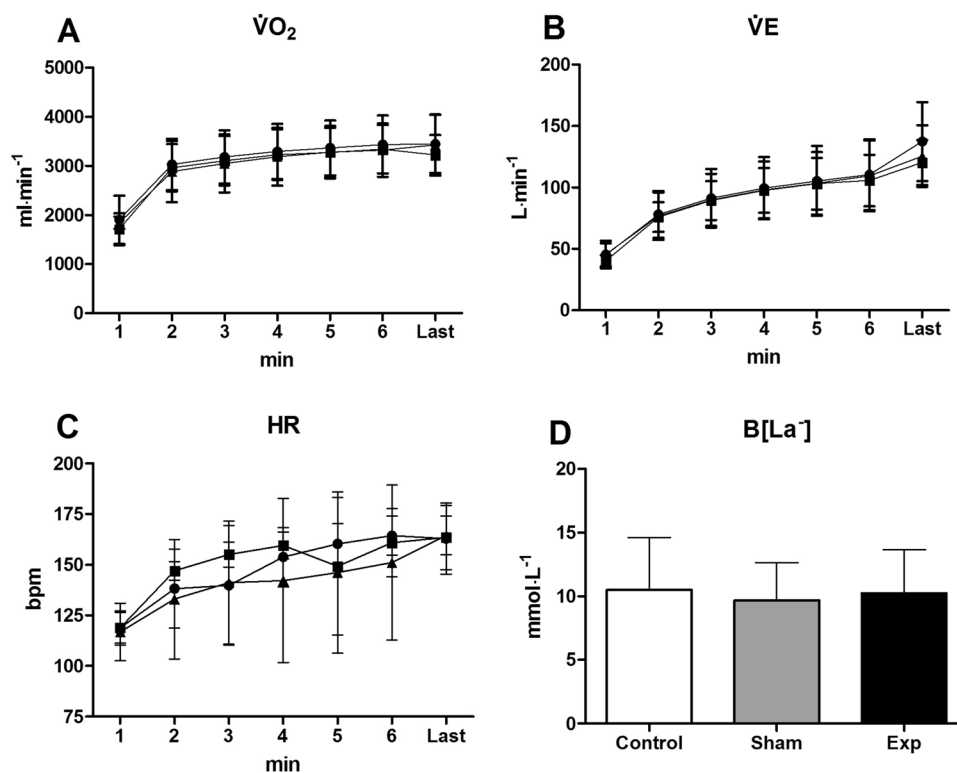 A
V̇O₂
ml·min⁻¹
5000
4000
3000
2000
1000
0
1 2 3 4 5 6 Last
min
B
V̇E
L·min⁻¹
200
150
100
50
0
1 2 3 4 5 6 Last
min
C
HR
bpm
200
175
150
125
100
75
1 2 3 4 5 6 Last
min
D
B[La⁻]
mmol·L⁻¹
20
15
10
5
0
Control Sham Exp